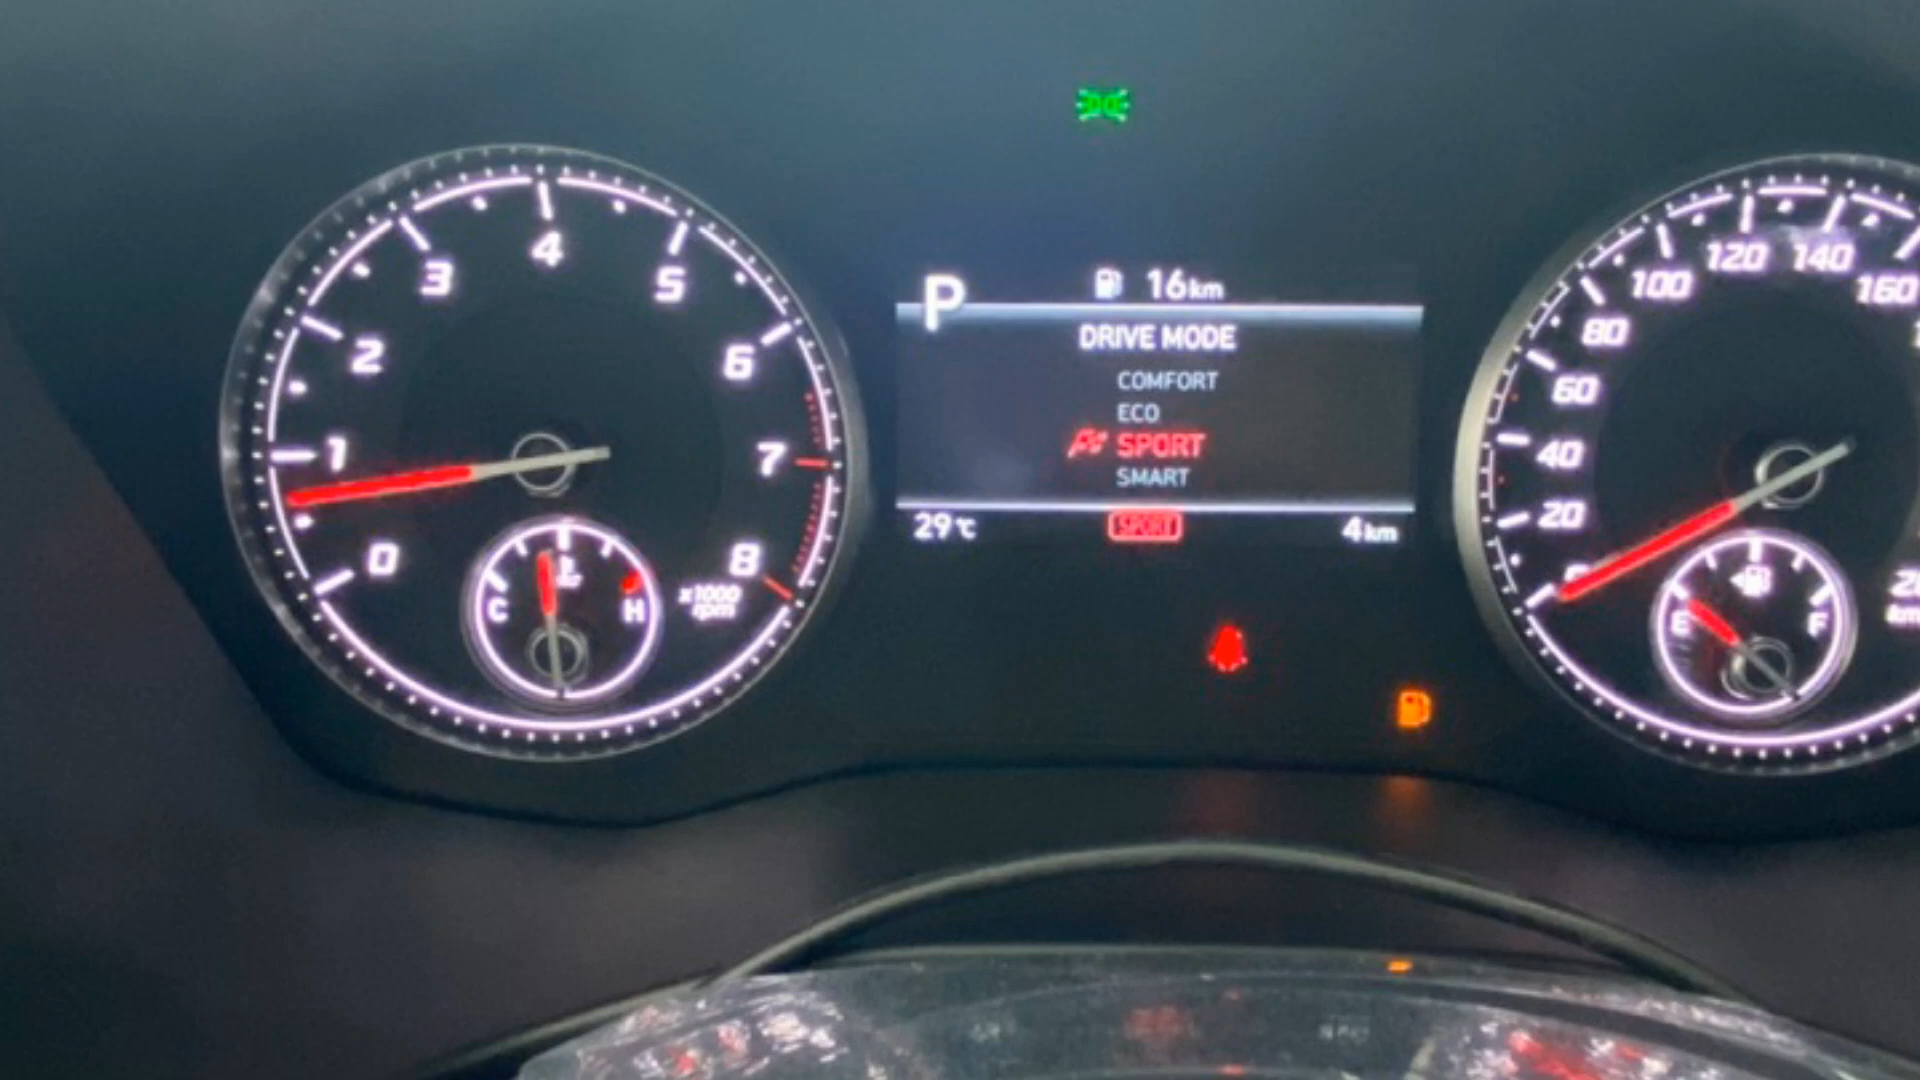 0
1
2
3
4
5
6
7
8
x1000
rpm
C
H
P
16km
DRIVE MODE
COMFORT
ECO
SPORT
SMART
29℃
SPORT
4km
20
40
60
80
100
120
140
160
E
F